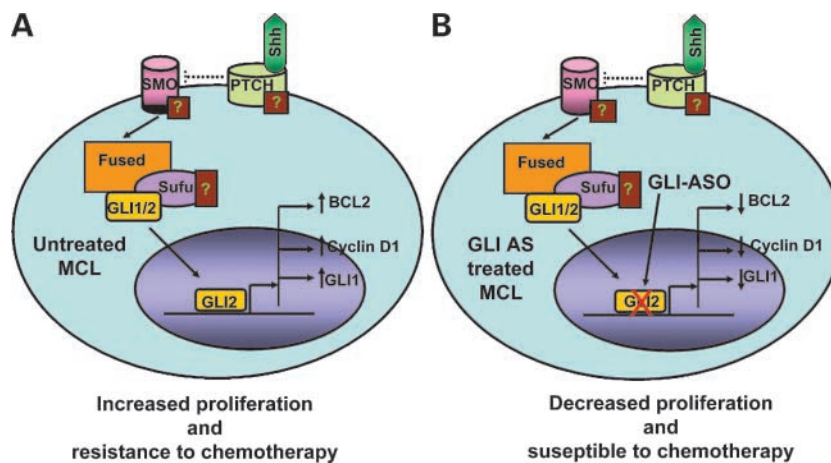 A
Shh
SMO
PTCH
?
?
Fused
Sufu
?
GLI1/2
BCL2
Untreated
MCL
Cyclin D1
GLI1
GLI2
Increased proliferation
and
resistance to chemotherapy
B
Shh
SMO
PTCH
?
?
Fused
Sufu
?
GLI-ASO
GLI1/2
BCL2
GLI AS
treated
MCL
Cyclin D1
GLI1
GLI2
Decreased proliferation
and
suseptible to chemotherapy